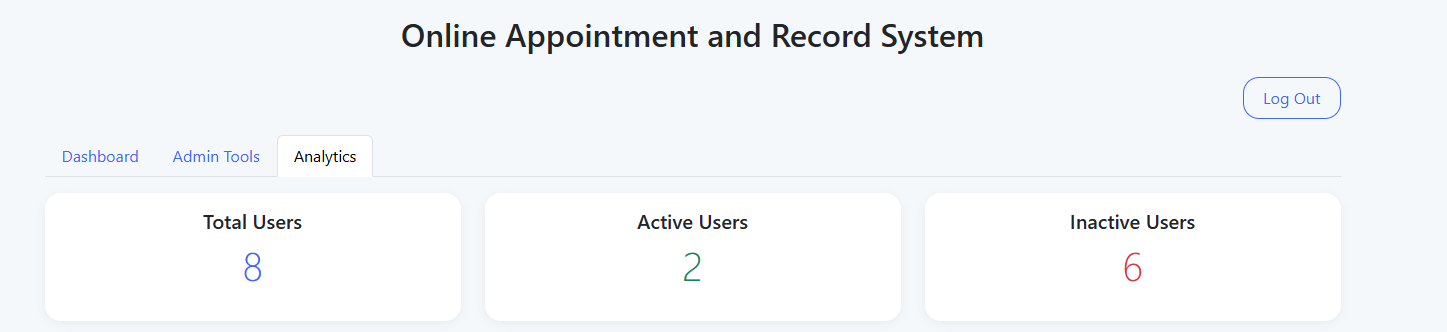 Online Appointment and Record System
Log Out
Dashboard Admin Tools Analytics
Total Users Active Users Inactive Users
8 2 6